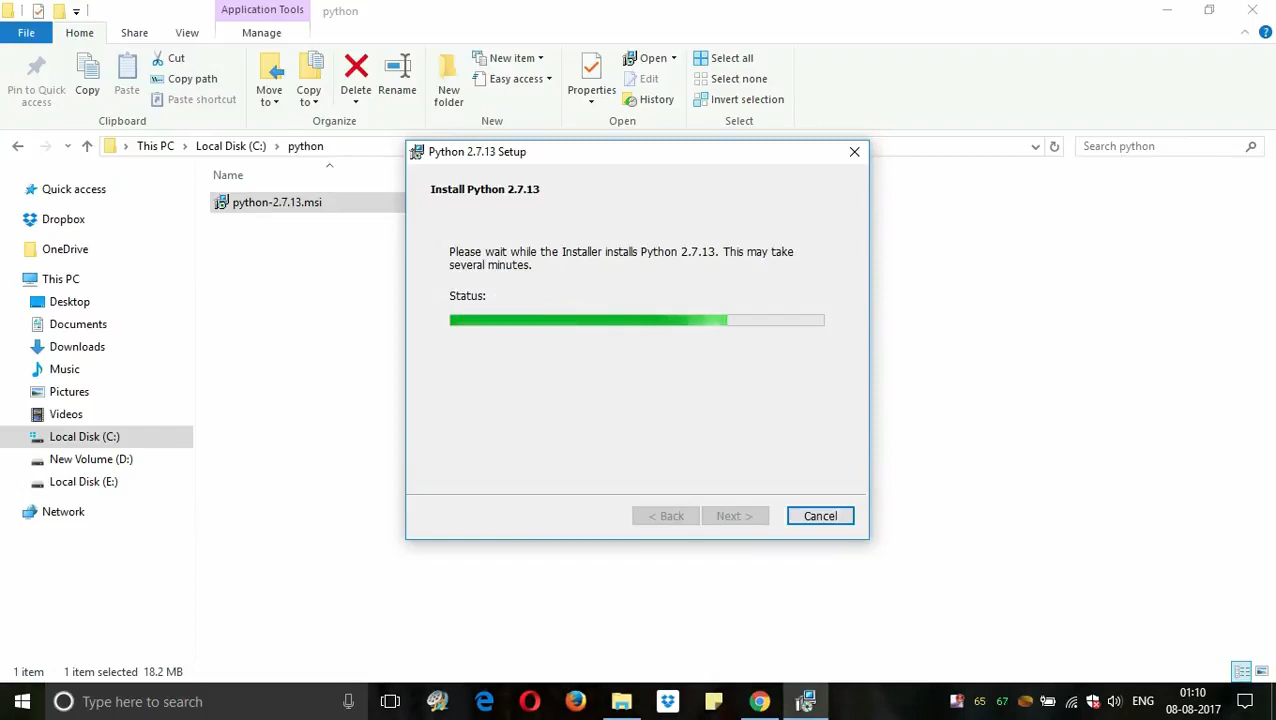 Application Tools
python
File
Home
Share
View
Manage
Pin to Quick
access
Copy
Paste
Cut
Copy path
Paste shortcut
Clipboard
Move
to
Copy
to
Delete
Rename
Organize
New
folder
New item
Easy access
New
Properties
Open
Edit
History
Open
Select all
Select none
Invert selection
Select
This PC
Local Disk (C:)
python
Search python
Quick access
Dropbox
OneDrive
This PC
Desktop
Documents
Downloads
Music
Pictures
Videos
Local Disk (C:)
New Volume (D:)
Local Disk (E:)
Network
Name
python-2.7.13.msi
Python 2.7.13 Setup
Install Python 2.7.13
Please wait while the Installer installs Python 2.7.13. This may take
several minutes.
Status:
< Back
Next >
Cancel
1 item
1 item selected 18.2 MB
Type here to search
65
67
ENG
01:10
08-08-2017